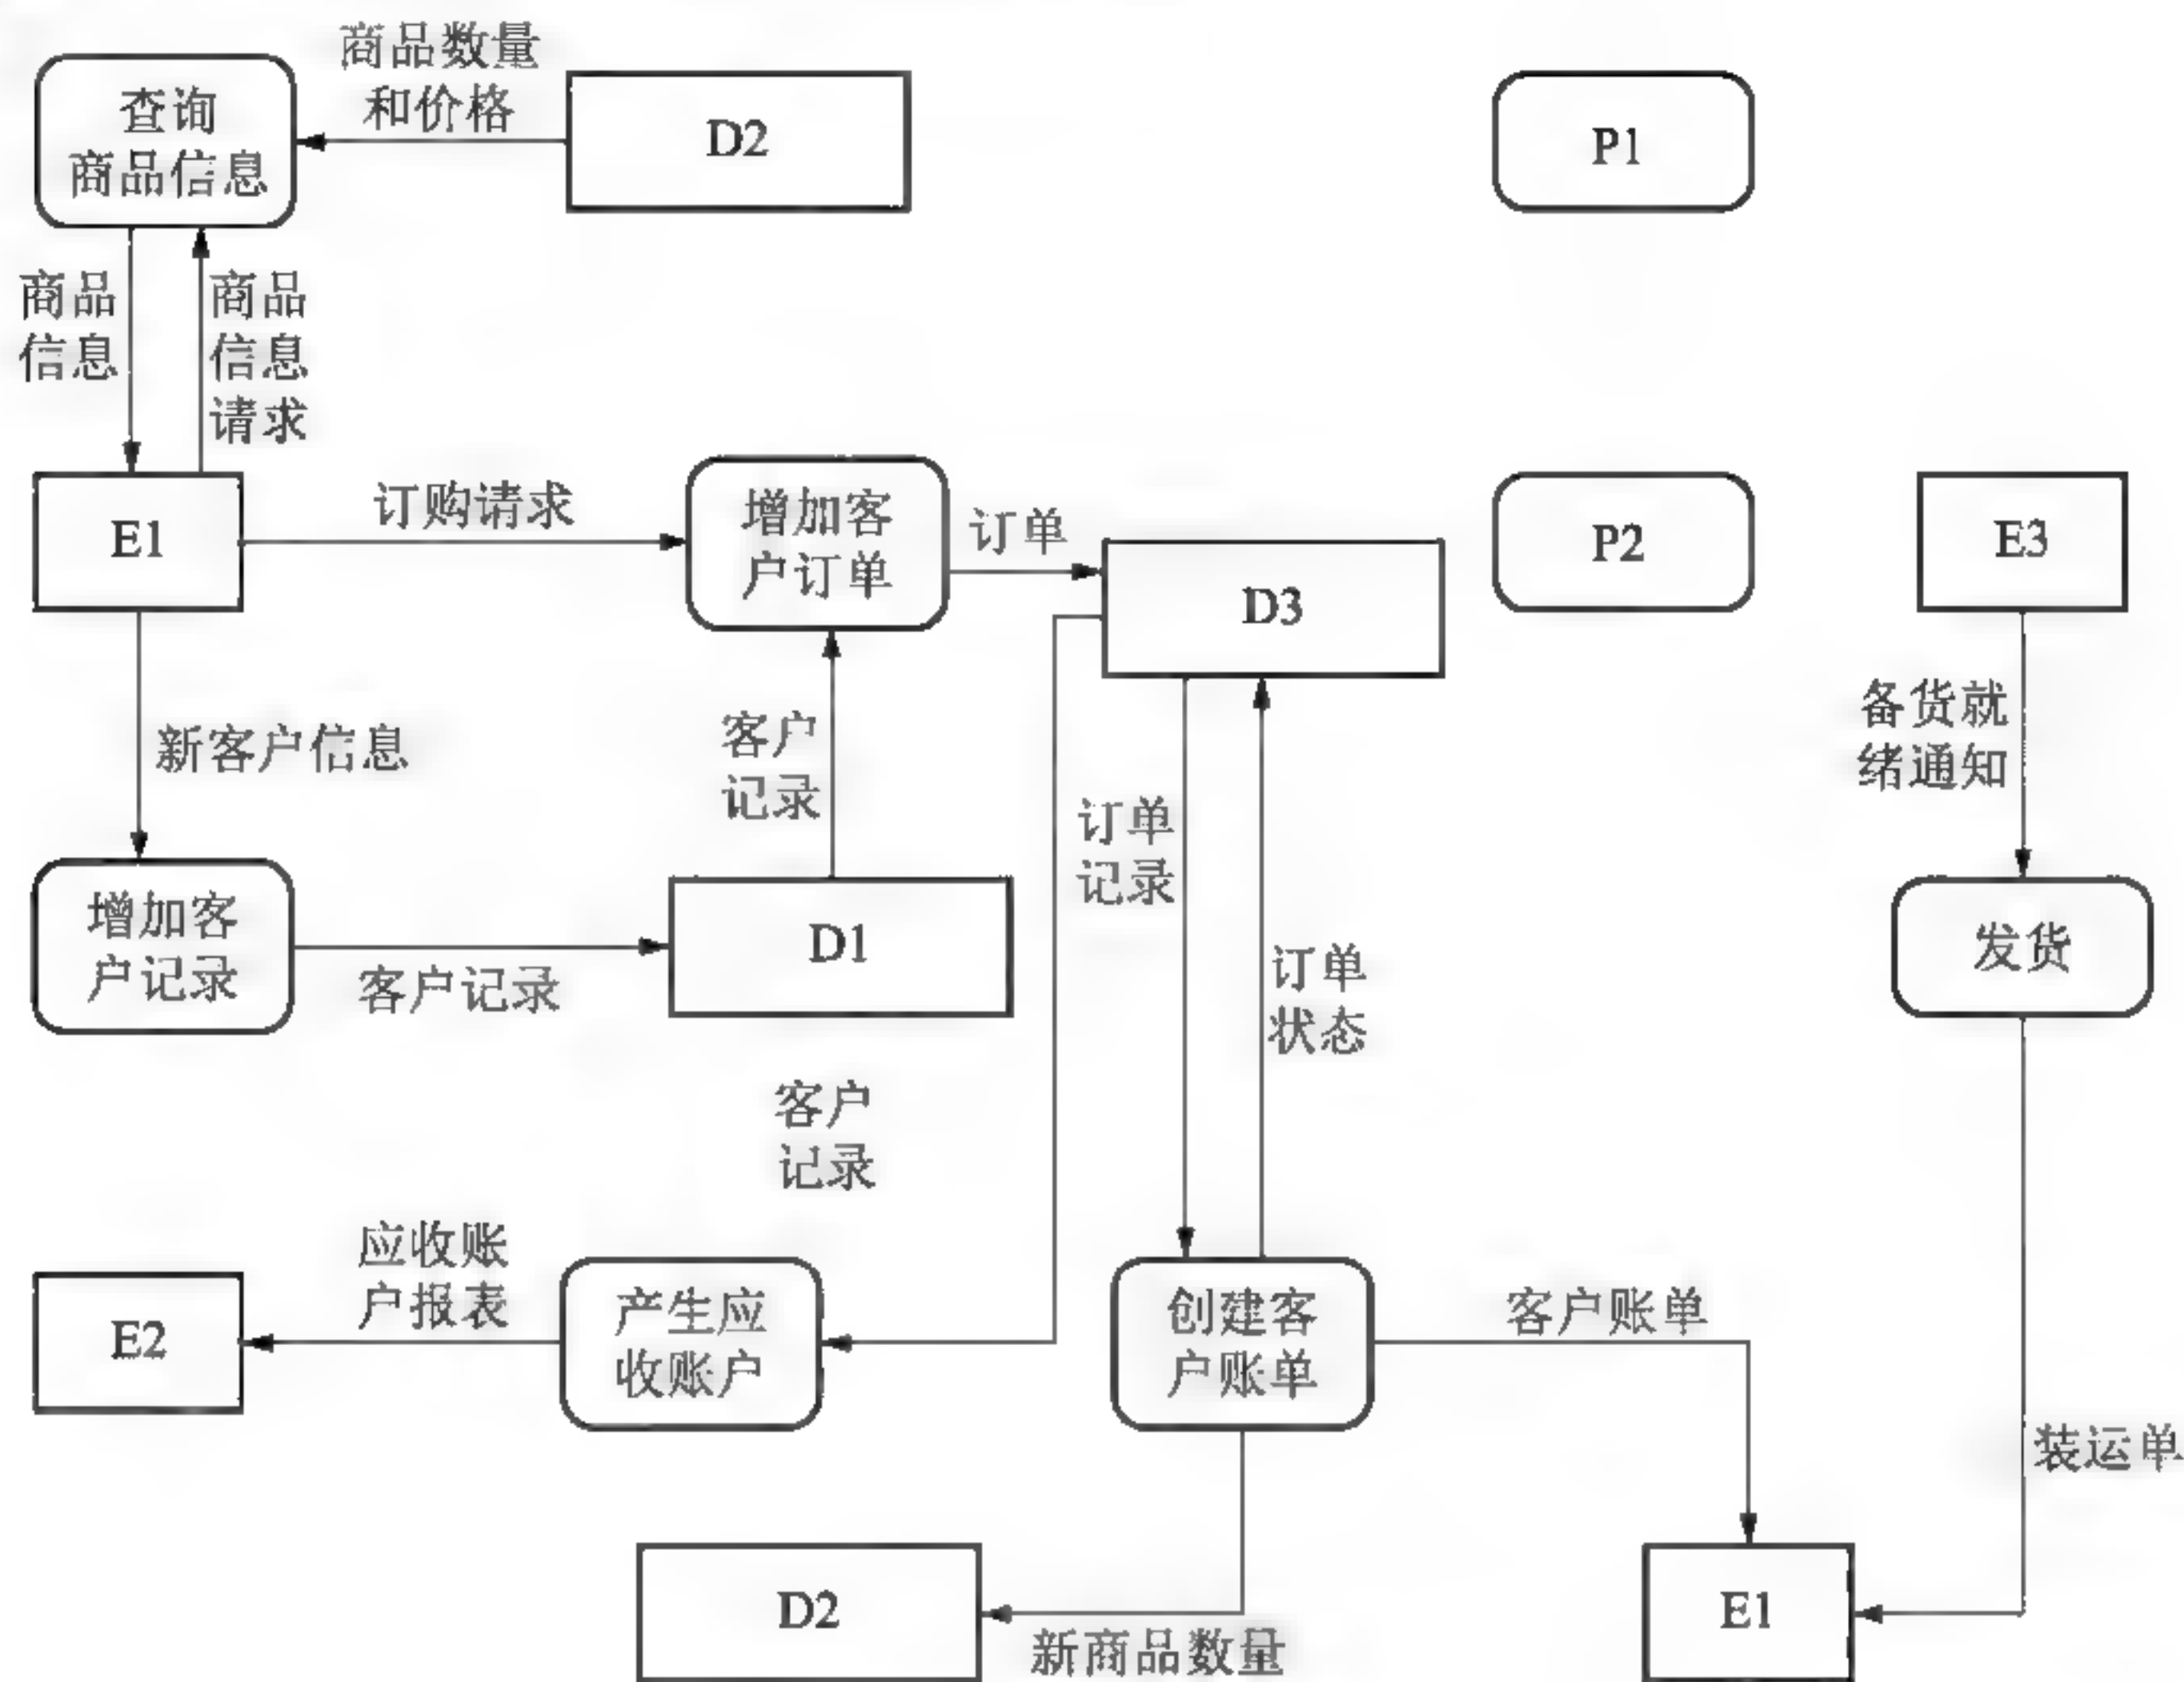 商品数量
和价格
查询
商品信息
D2
P1
商品
信息
商品
信息
请求
E1
订购请求
增加客
户订单
订单
D3
P2
E3
新客户信息
客户
记录
订单
记录
备货就
绪通知
增加客
户记录
客户记录
D1
订单
状态
发货
客户
记录
应收账
户报表
E2
产生应
收账户
创建客
户账单
客户账单
装运单
D2
新商品数量
E1